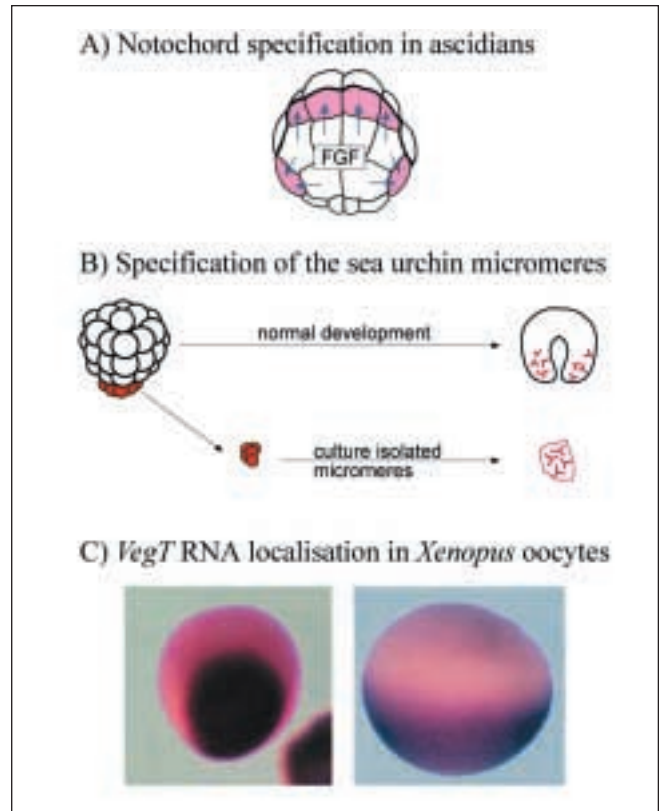 A) Notochord specification in ascidians
FGF
B) Specification of the sea urchin micromeres
normal development
culture isolated
micromeres
C) VegT RNA localisation in Xenopus oocytes